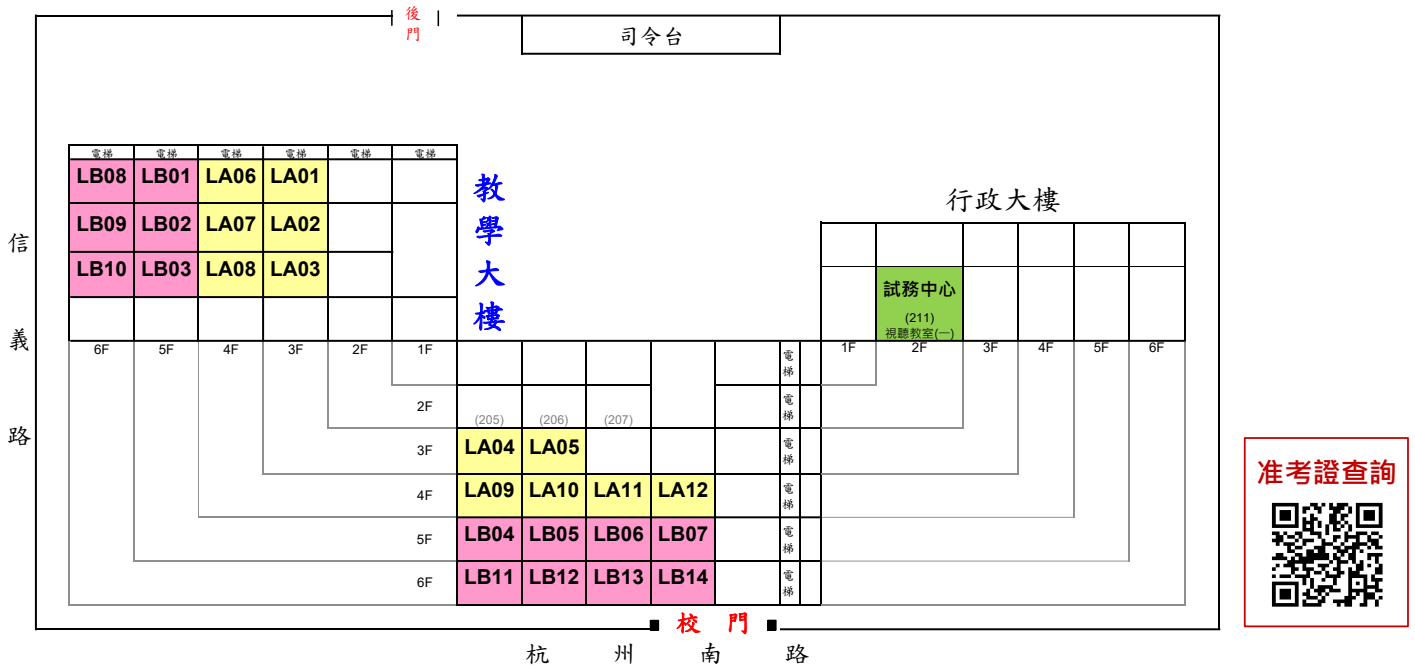 後
門
司令台
電梯 電梯 電梯 電梯 電梯 電梯
LB08 LB01 LA06 LA01
LB09 LB02 LA07 LA02
LB10 LB03 LA08 LA03
6F 5F 4F 3F 2F 1F
教
學
大
樓
行政大樓
試務中心
(211)
視聽教室(一)
1F 2F 3F 4F 5F 6F
信
義
路
電梯
2F (205) (206) (207) 電梯
3F LA04 LA05 電梯
4F LA09 LA10 LA11 LA12 電梯
5F LB04 LB05 LB06 LB07 電梯
6F LB11 LB12 LB13 LB14 電梯
校 門
杭 州 南 路
准考證查詢